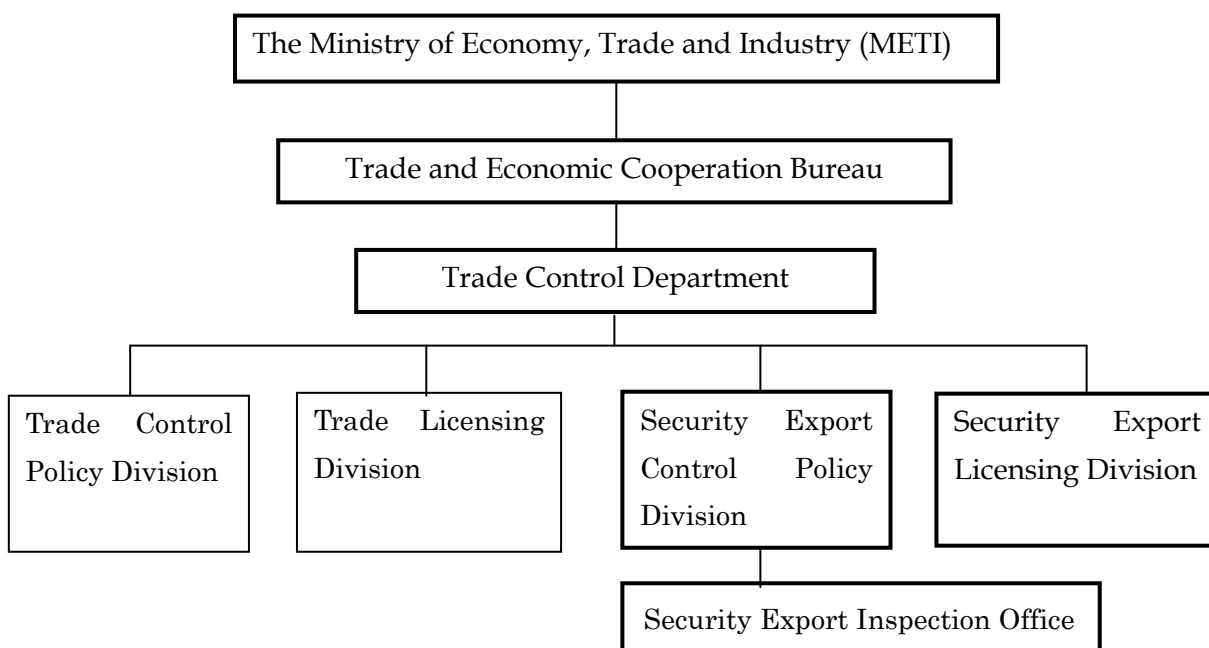 The Ministry of Economy, Trade and Industry (METI)
Trade and Economic Cooperation Bureau
Trade Control Department
Trade Control
Policy Division
Trade Licensing
Division
Security Export
Control Policy
Division
Security Export
Licensing Division
Security Export Inspection Office